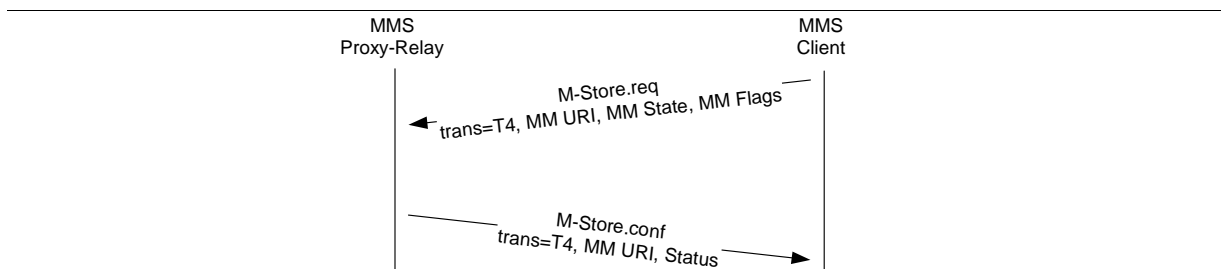 MMS
Proxy-Relay
MMS
Client
M-Store.req
trans=T4, MM URI, MM State, MM Flags
M-Store.conf
trans=T4, MM URI, Status